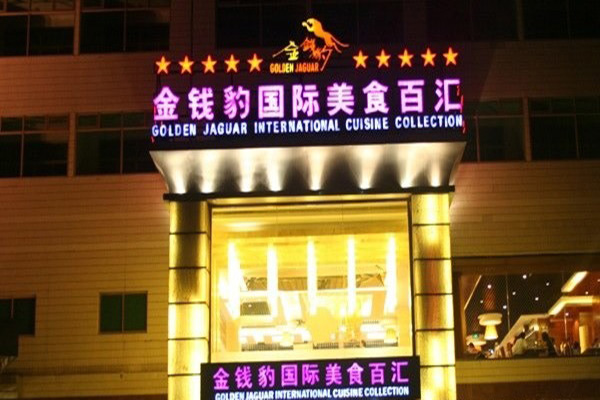 金钱豹
GOLDEN JAGUAR
金钱豹国际美食百汇
GOLDEN JAGUAR INTERNATIONAL CUISINE COLLECTION
金钱豹国际美食百汇
GOLDEN JAGUAR INTERNATIONAL CUISINE COLLECTION